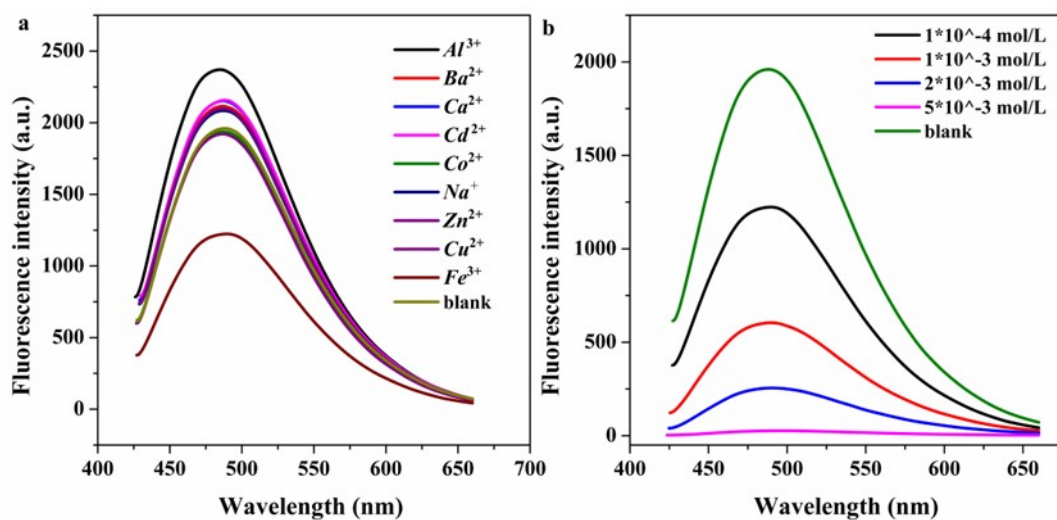 a
Fluorescence intensity (a.u.)
2500
2000
1500
1000
500
0
400 450 500 550 600 650 700
Wavelength (nm)
Al3+
Ba2+
Ca2+
Cd2+
Co2+
Na+
Zn2+
Cu2+
Fe3+
blank
b
Fluorescence intensity (a.u.)
2000
1500
1000
500
0
400 450 500 550 600 650
Wavelength (nm)
1*10^-4 mol/L
1*10^-3 mol/L
2*10^-3 mol/L
5*10^-3 mol/L
blank